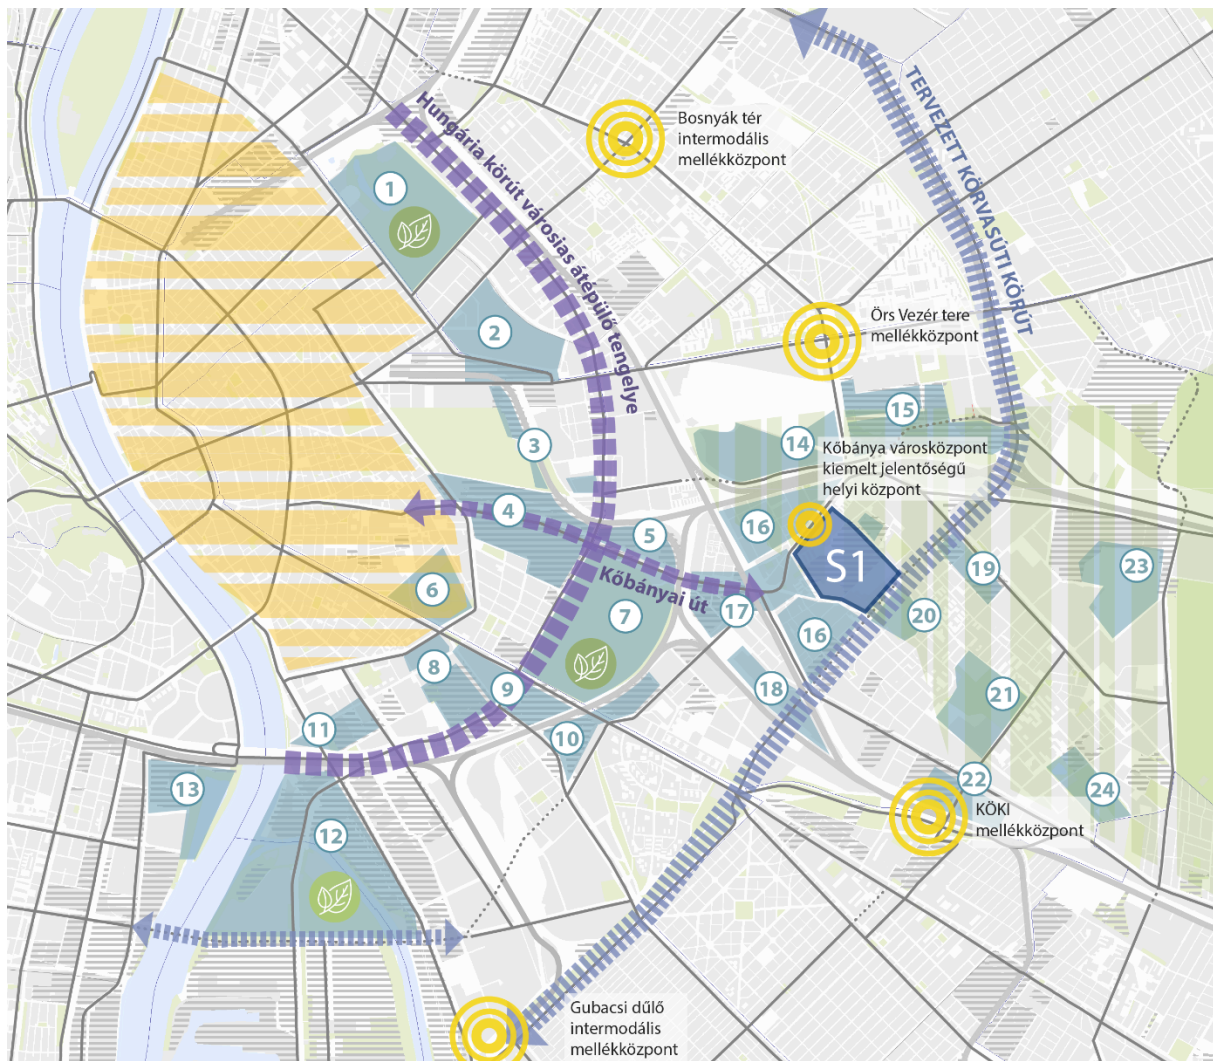 Hungária körút városias átépülő tengelye
TERVEZETT KÖRVASÚTI KÖRÚT
Bosnyák tér
intermodális
mellékközpont
1
2
Örs Vezér tere
mellékközpont
15
14
3
Kőbánya városközpont
kiemelt jelentőségű
helyi központ
4
5
16
S1
Kőbányai út
6
7
17
16
19
20
23
8
9
18
21
11
10
13
12
22
24
KÖKI
mellékközpont
Gubacsi dűlő
intermodális
mellékközpont